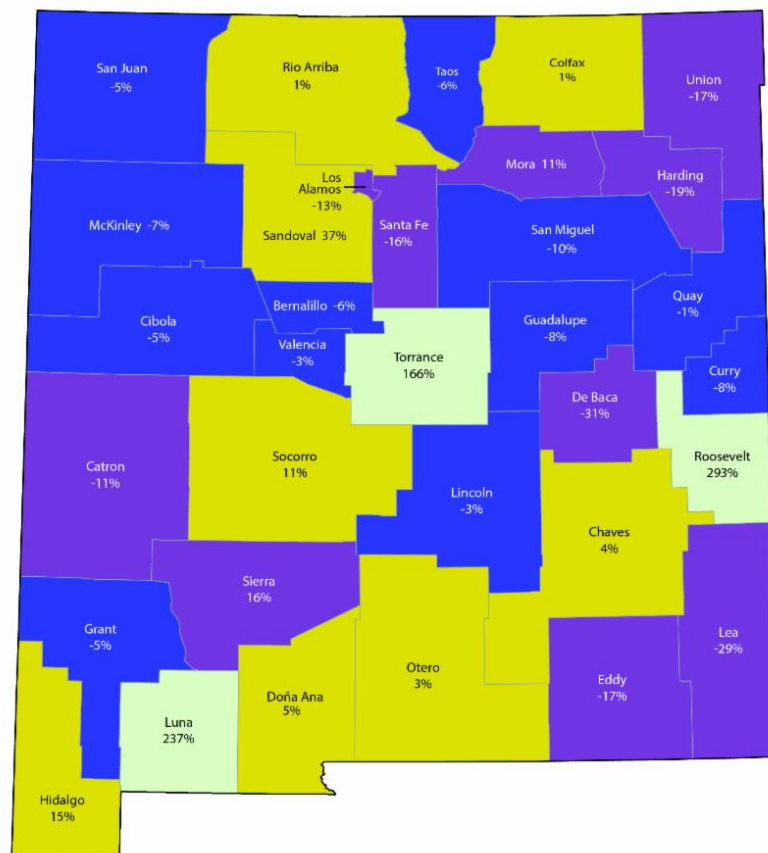 San Juan
-5%
Rio Arriba
1%
Taos
-6%
Colfax
1%
Union
-17%
Mora 11%
Harding
-19%
Los
Alamos
-13%
McKinley -7%
Sandoval 37%
Santa Fe
-16%
San Miguel
-10%
Quay
-1%
Cibola
-5%
Bernalillo -6%
Valencia
-3%
Guadalupe
-8%
Torrance
166%
Curry
-8%
De Baca
-31%
Roosevelt
293%
Catron
-11%
Socorro
11%
Lincoln
-3%
Chaves
4%
Sierra
16%
Grant
-5%
Lea
-29%
Eddy
-17%
Otero
3%
Doña Ana
5%
Luna
237%
Hidalgo
15%